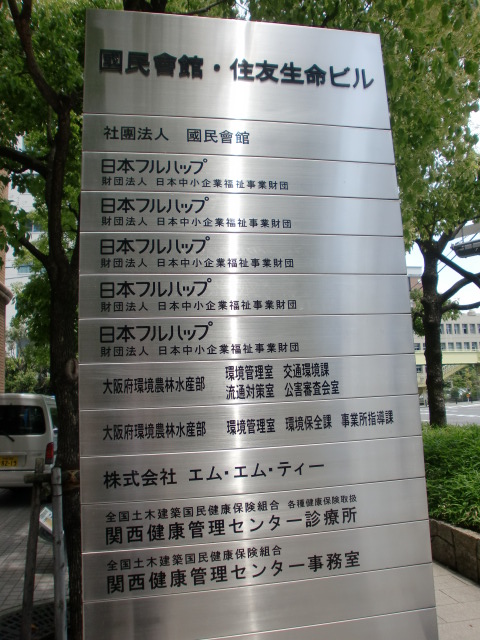 國民會館・住友生命ビル
社團法人 國民會館
日本フルハップ
財団法人 日本中小企業福祉事業財団
日本フルハップ
財団法人 日本中小企業福祉事業財団
日本フルハップ
財団法人 日本中小企業福祉事業財団
日本フルハップ
財団法人 日本中小企業福祉事業財団
日本フルハップ
財団法人 日本中小企業福祉事業財団
大阪府環境農林水産部 環境管理室 交通環境課
流通対策室 公害審査会室
大阪府環境農林水産部 環境管理室 環境保全課 事業所指導課
株式会社 エム・エム・ティー
全国土木建築国民健康保険組合 各種健康保険取扱
関西健康管理センター診療所
全国土木建築国民健康保険組合
関西健康管理センター事務室